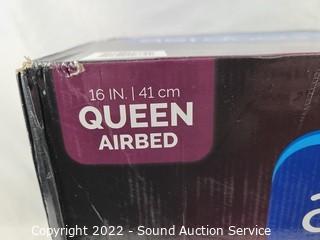 16 IN. | 41 cm
QUEEN
AIRBED
Copyright 2022 - Sound Auction Service